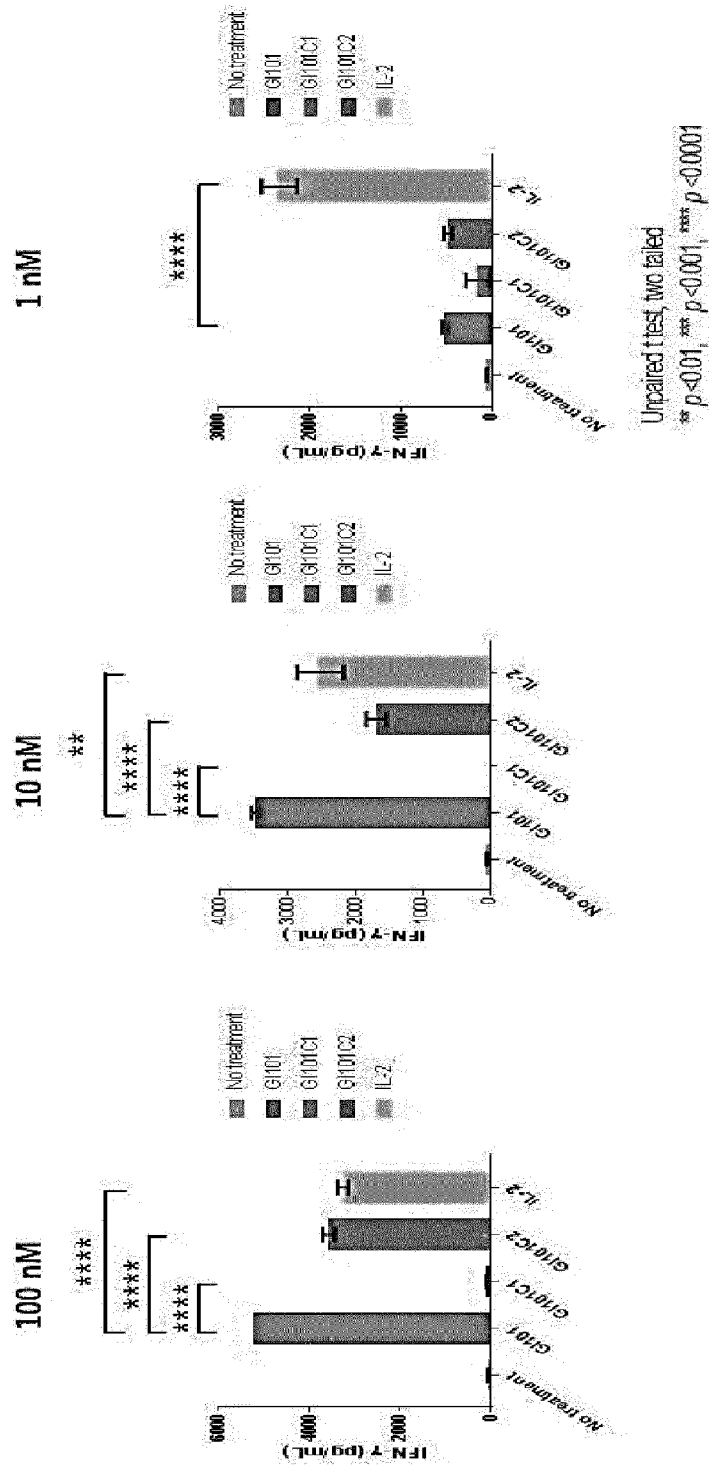 100 nM
****
****
****
IFN-γ (pg/mL)
6000
4000
2000
0
No treatment
GI101
GI101C1
GI101C2
IL-2
No treatment
GI101
GI101C1
GI101C2
IL-2
10 nM
**
****
****
IFN-γ (pg/mL)
4000
3000
2000
1000
0
No treatment
GI101
GI101C1
GI101C2
IL-2
No treatment
GI101
GI101C1
GI101C2
IL-2
1 nM
****
IFN-γ (pg/mL)
3000
2000
1000
0
No treatment
GI101
GI101C1
GI101C2
IL-2
No treatment
GI101
GI101C1
GI101C2
IL-2
Unpaired t test, two tailed
** p <0.01, *** p <0.001, **** p <0.0001